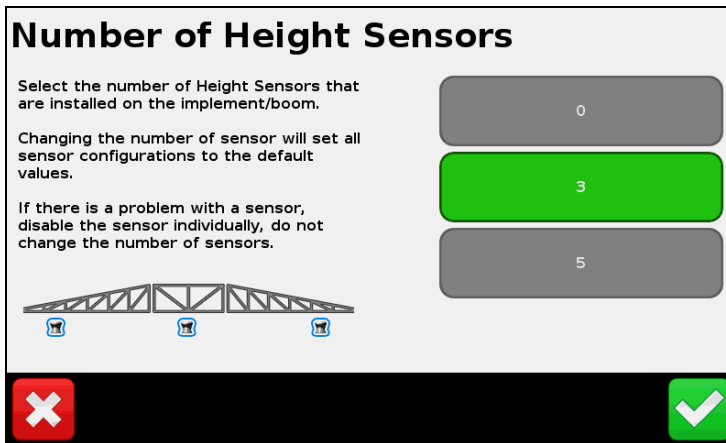 Number of Height Sensors
Select the number of Height Sensors that
are installed on the implement/boom.
Changing the number of sensor will set all
sensor configurations to the default
values.
If there is a problem with a sensor,
disable the sensor individually, do not
change the number of sensors.
0
3
5